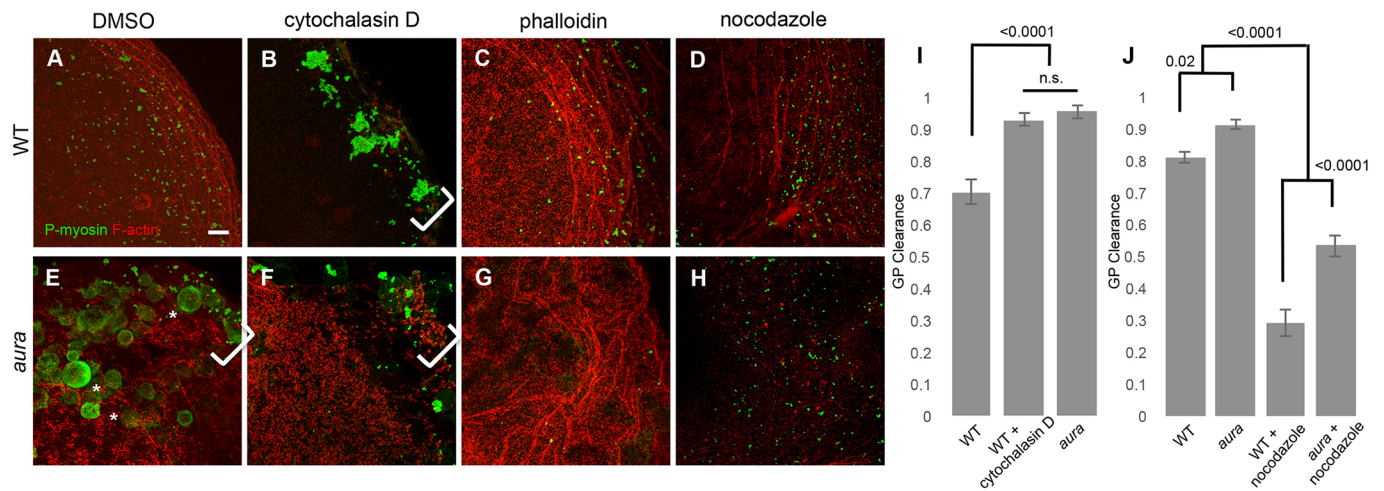 DMSO
cytochalasin D
phalloidin
nocodazole
WT
A
P-myosin F-actin
B
C
D
aura
E
*
*
*
F
G
H
I
<0.0001
n.s.
GP Clearance
1
0.9
0.8
0.7
0.6
0.5
0.4
0.3
0.2
0.1
0
WT
WT +
cytochalasin D
aura
J
<0.0001
0.02
<0.0001
GP Clearance
1
0.9
0.8
0.7
0.6
0.5
0.4
0.3
0.2
0.1
0
WT
aura
WT +
nocodazole
aura +
nocodazole